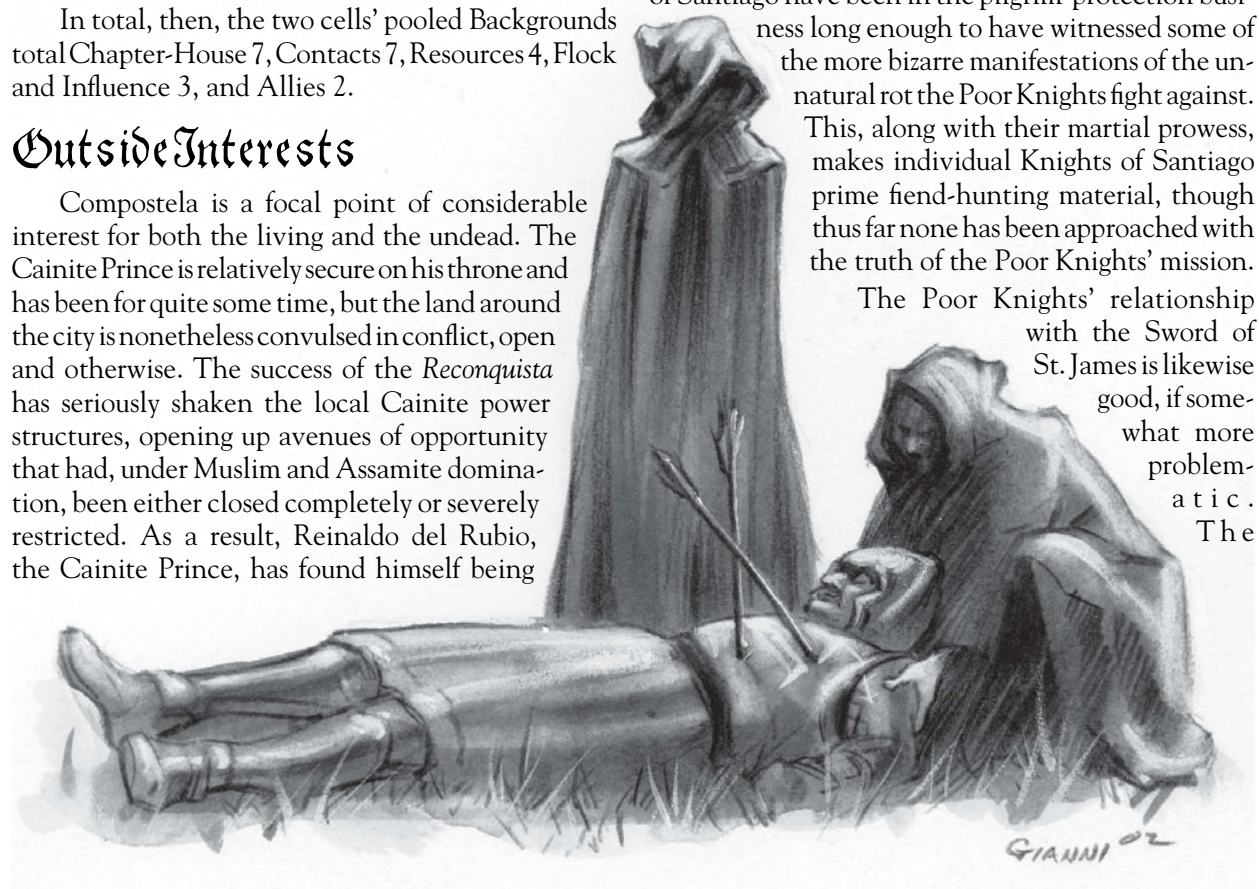 In total, then, the two cells’ pooled Backgrounds
total Chapter-House 7, Contacts 7, Resources 4, Flock
and Influence 3, and Allies 2.
Outside Interests
Compostela is a focal point of considerable
interest for both the living and the undead. The
Cainite Prince is relatively secure on his throne and
has been for quite some time, but the land around
the city is nonetheless convulsed in conflict, open
and otherwise. The success of the Reconquista
has seriously shaken the local Cainite power
structures, opening up avenues of opportunity
that had, under Muslim and Assamite domina-
tion, been either closed completely or severely
restricted. As a result, Reinaldo del Rubio,
the Cainite Prince, has found himself being
of Santiago have been in the pilgrim-protection busi-
ness long enough to have witnessed some of
the more bizarre manifestations of the un-
natural rot the Poor Knights fight against.
This, along with their martial prowess,
makes individual Knights of Santiago
prime fiend-hunting material, though
thus far none has been approached with
the truth of the Poor Knights’ mission.
The Poor Knights’ relationship
with the Sword of
St. James is likewise
good, if some-
what more
problem-
atic.
The
GIANNI 02